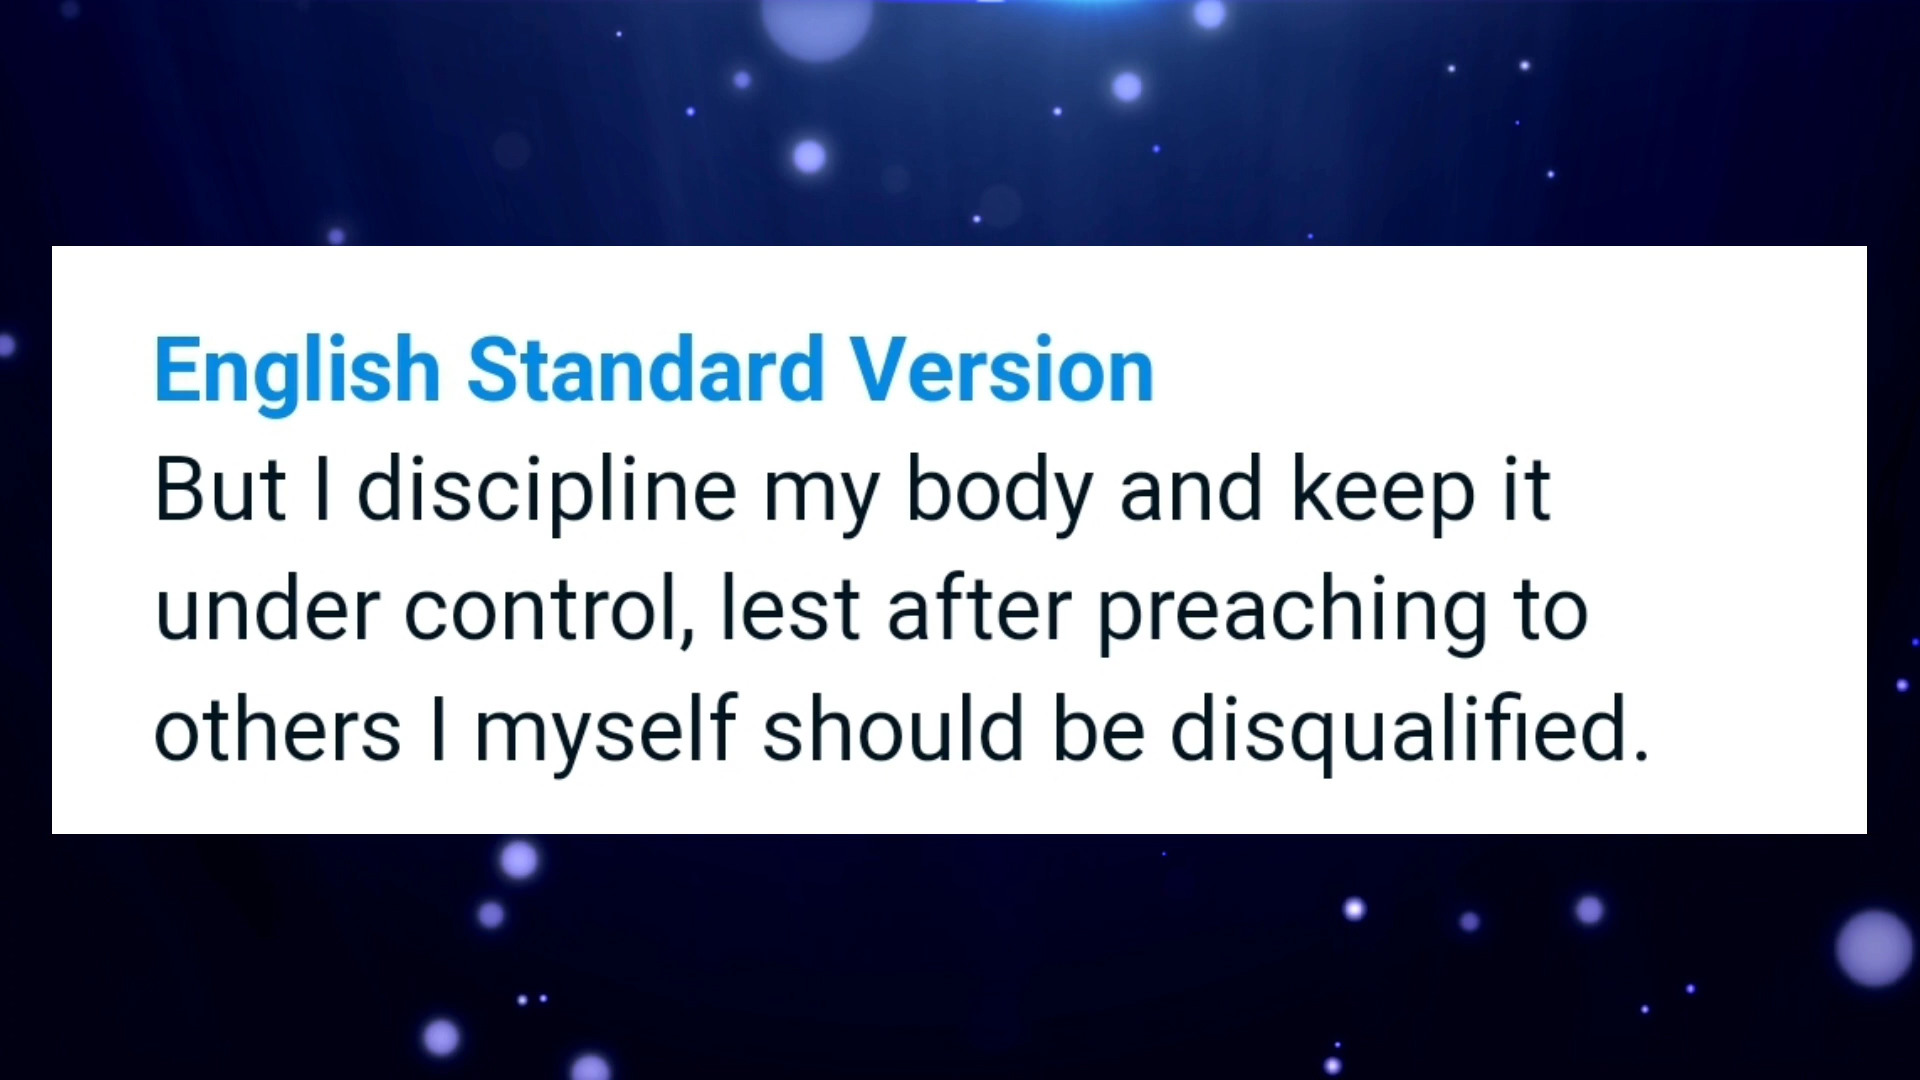 English Standard Version
But I discipline my body and keep it
under control, lest after preaching to
others I myself should be disqualified.